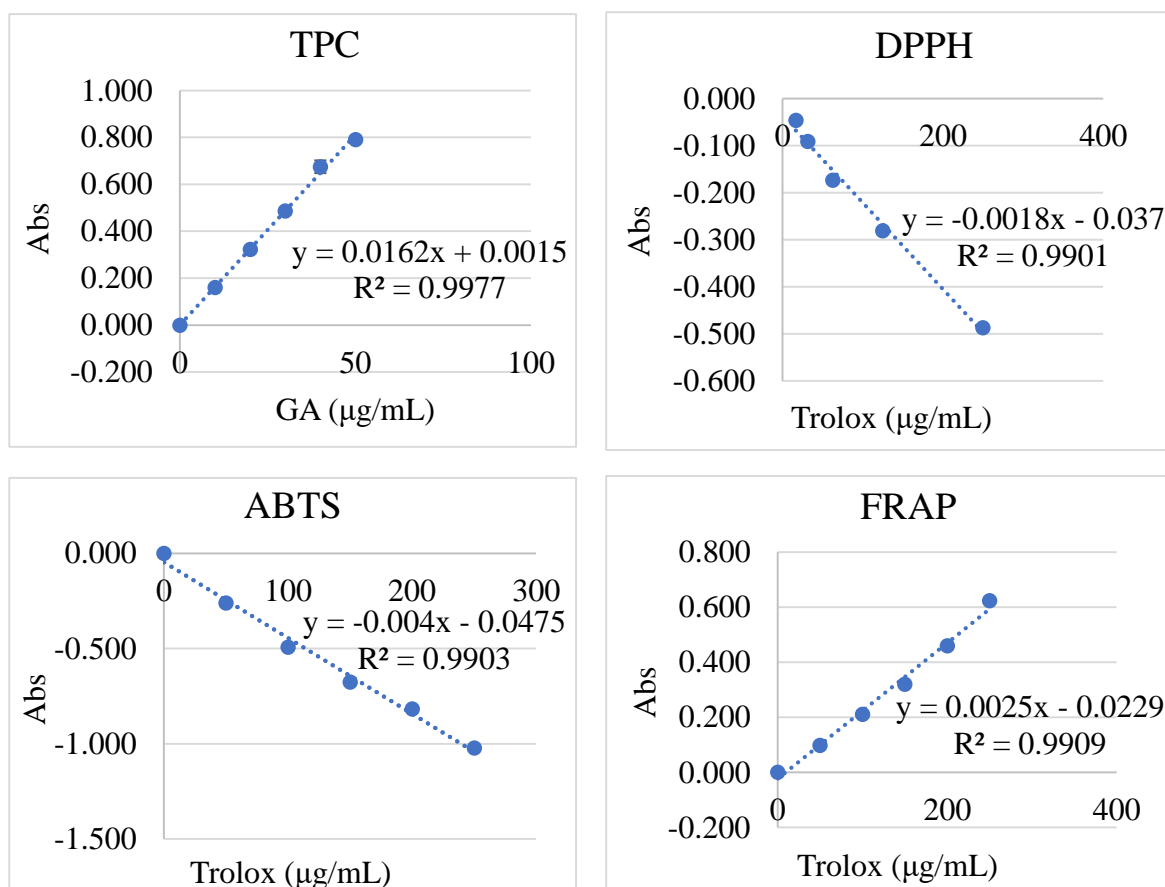 TPC
1.000
0.800
0.600
0.400
0.200
0.000
-0.200
0
50
100
Abs
y = 0.0162x + 0.0015
R² = 0.9977
GA (μg/mL)
DPPH
0.000
-0.100
-0.200
-0.300
-0.400
-0.500
-0.600
0
200
400
Abs
y = -0.0018x - 0.037
R² = 0.9901
Trolox (μg/mL)
ABTS
0.000
-0.500
-1.000
-1.500
0
100
200
300
Abs
y = -0.004x - 0.0475
R² = 0.9903
Trolox (μg/mL)
FRAP
0.800
0.600
0.400
0.200
0.000
-0.200
0
200
400
Abs
y = 0.0025x - 0.0229
R² = 0.9909
Trolox (μg/mL)